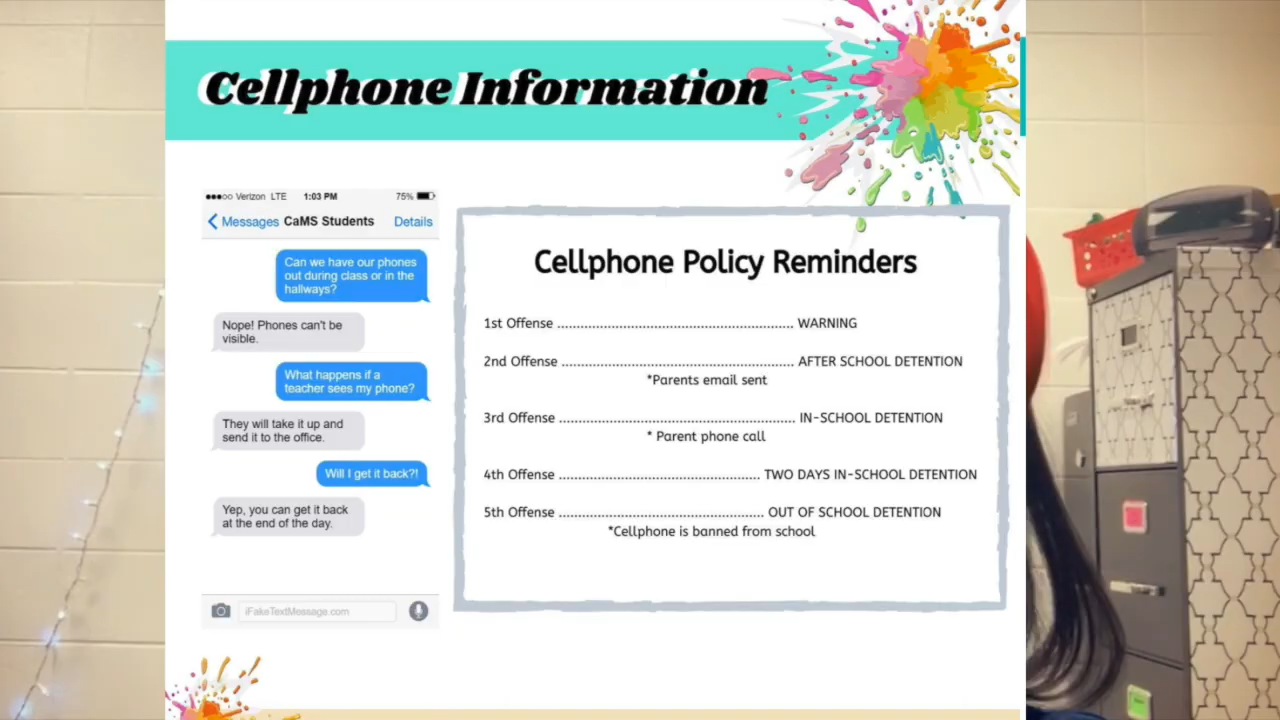 Cellphone Information
●●●○○ Verizon LTE 1:03 PM 75%
Messages CaMS Students Details
Can we have our phones
out during class or in the
hallways?
Nope! Phones can't be
visible.
What happens if a
teacher sees my phone?
They will take it up and
send it to the office.
Will I get it back?!
Yep, you can get it back
at the end of the day.
iFakeTextMessage.com
Cellphone Policy Reminders
1st Offense ............................................................... WARNING
2nd Offense .............................................................. AFTER SCHOOL DETENTION
*Parents email sent
3rd Offense ............................................................... IN-SCHOOL DETENTION
* Parent phone call
4th Offense ...................................................... TWO DAYS IN-SCHOOL DETENTION
5th Offense ........................................................ OUT OF SCHOOL DETENTION
*Cellphone is banned from school